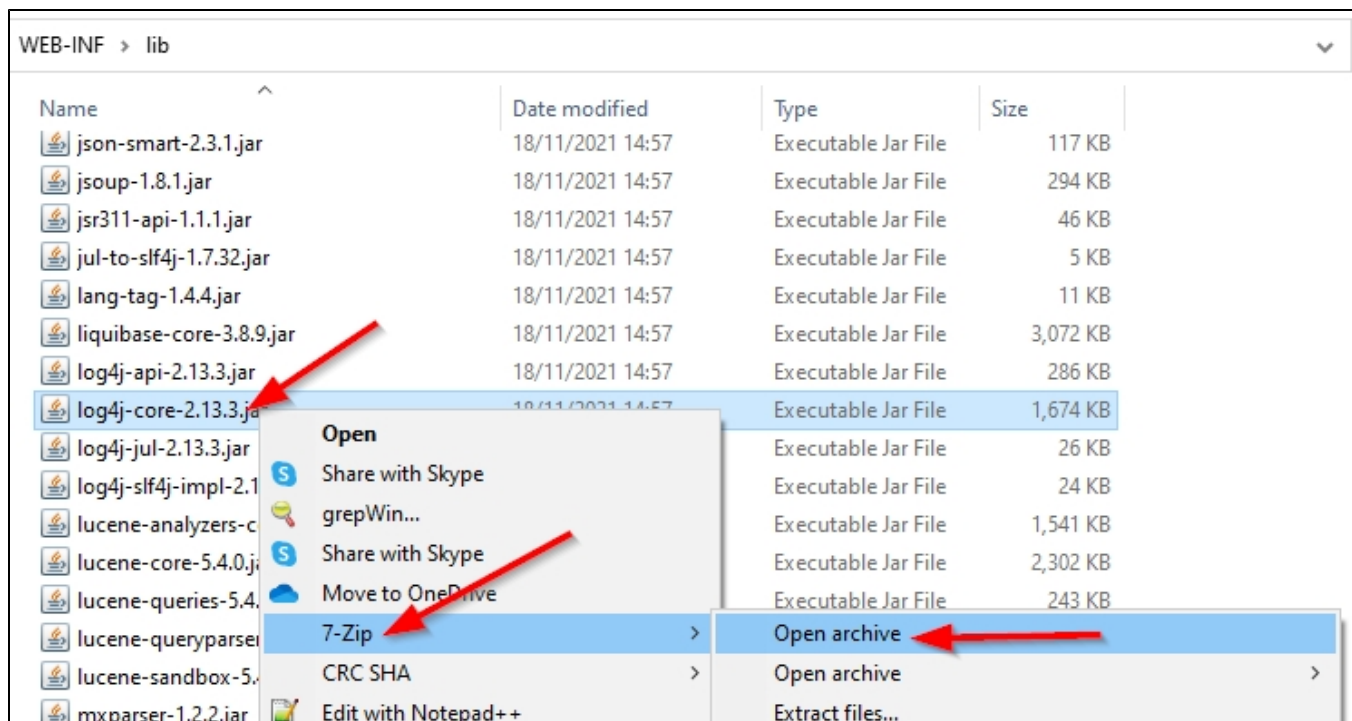 WEB-INF > lib
Name Date modified Type Size
json-smart-2.3.1.jar 18/11/2021 14:57 Executable Jar File 117 KB
jsoup-1.8.1.jar 18/11/2021 14:57 Executable Jar File 294 KB
jsr311-api-1.1.1.jar 18/11/2021 14:57 Executable Jar File 46 KB
jul-to-slf4j-1.7.32.jar 18/11/2021 14:57 Executable Jar File 5 KB
lang-tag-1.4.4.jar 18/11/2021 14:57 Executable Jar File 11 KB
liquibase-core-3.8.9.jar 18/11/2021 14:57 Executable Jar File 3,072 KB
log4j-api-2.13.3.jar 18/11/2021 14:57 Executable Jar File 286 KB
log4j-core-2.13.3.ja 18/11/2021 14:57 Executable Jar File 1,674 KB
log4j-jul-2.13.3.jar Executable Jar File 26 KB
log4j-slf4j-impl-2.1 Executable Jar File 24 KB
lucene-analyzers-c Executable Jar File 1,541 KB
lucene-core-5.4.0.ja Executable Jar File 2,302 KB
lucene-queries-5.4. Executable Jar File 243 KB
lucene-queryparser
lucene-sandbox-5.
mxparser-1.2.2.jar
Open
Share with Skype
grepWin...
Share with Skype
Move to OneDrive
7-Zip >
CRC SHA >
Edit with Notepad++
Open archive
Open archive >
Extract files...